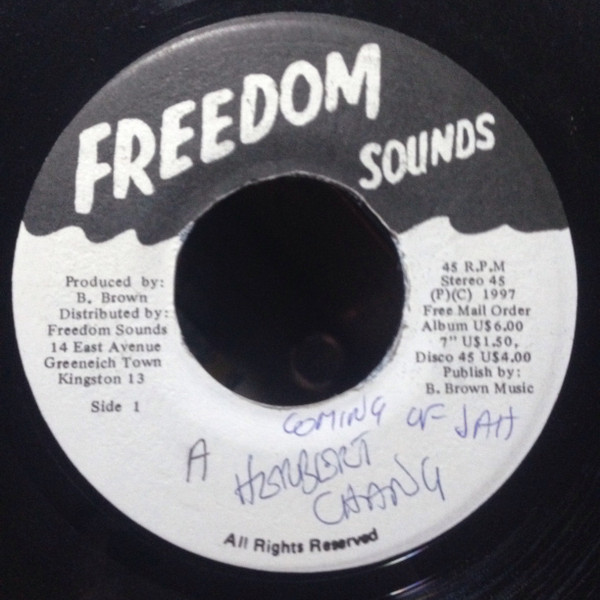 FREEDOM
SOUNDS
Produced by:
B. Brown
Distributed by:
Freedom Sounds
14 East Avenue
Greeneich Town
Kingston 13
Side 1
45 R.P.M
Stereo 45
(P)(C) 1997
Free Mail Order
Album U$6.00
7" U$1.50,
Disco 45 U$4.00
Publish by:
B. Brown Music
COMING OF JAH
A HERBERT
CHANG
All Rights Reserved